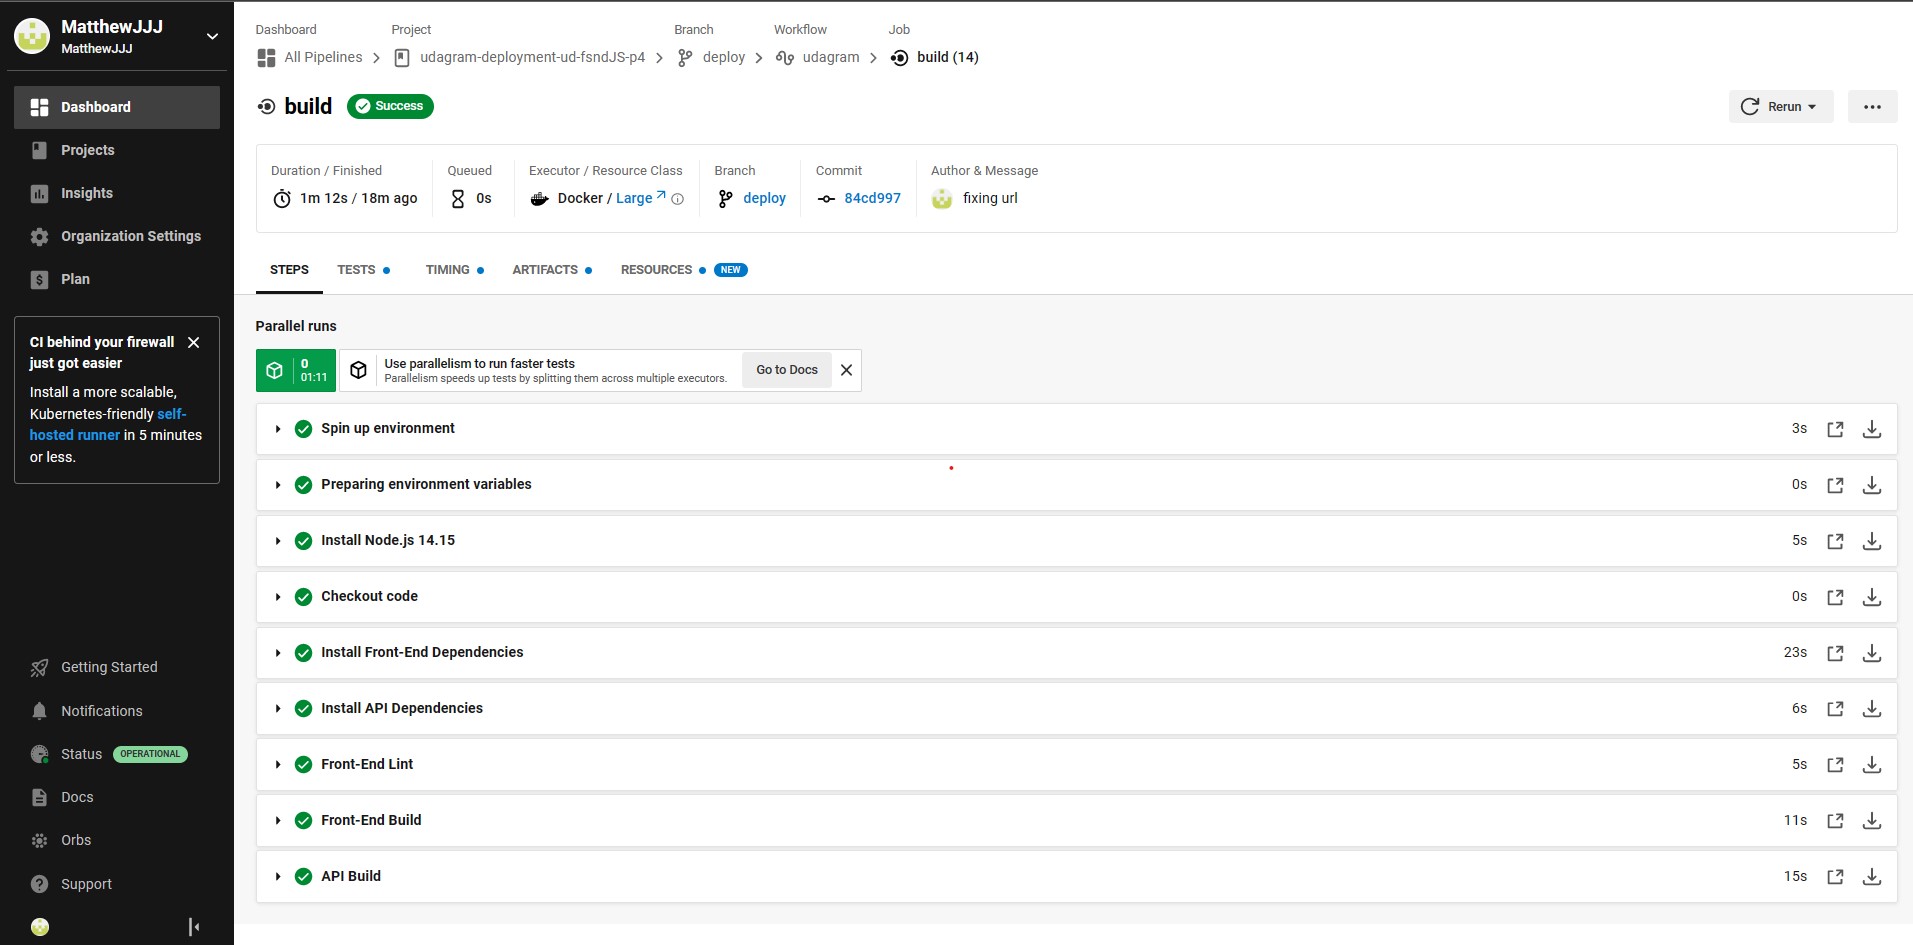 MatthewJJJ
MatthewJJJ
Dashboard
Projects
Insights
Organization Settings
Plan
CI behind your firewall
just got easier
Install a more scalable,
Kubernetes-friendly self-
hosted runner in 5 minutes
or less.
Getting Started
Notifications
Status OPERATIONAL
Docs
Orbs
Support
Dashboard Project Branch Workflow Job
All Pipelines udagram-deployment-ud-fsndJS-p4 deploy udagram build (14)
build Success
Rerun
Duration / Finished Queued Executor / Resource Class Branch Commit Author & Message
1m 12s / 18m ago 0s Docker / Large deploy 84cd997 fixing url
STEPS TESTS TIMING ARTIFACTS RESOURCES NEW
Parallel runs
0
01:11
Use parallelism to run faster tests
Parallelism speeds up tests by splitting them across multiple executors.
Go to Docs
Spin up environment 3s
Preparing environment variables 0s
Install Node.js 14.15 5s
Checkout code 0s
Install Front-End Dependencies 23s
Install API Dependencies 6s
Front-End Lint 5s
Front-End Build 11s
API Build 15s